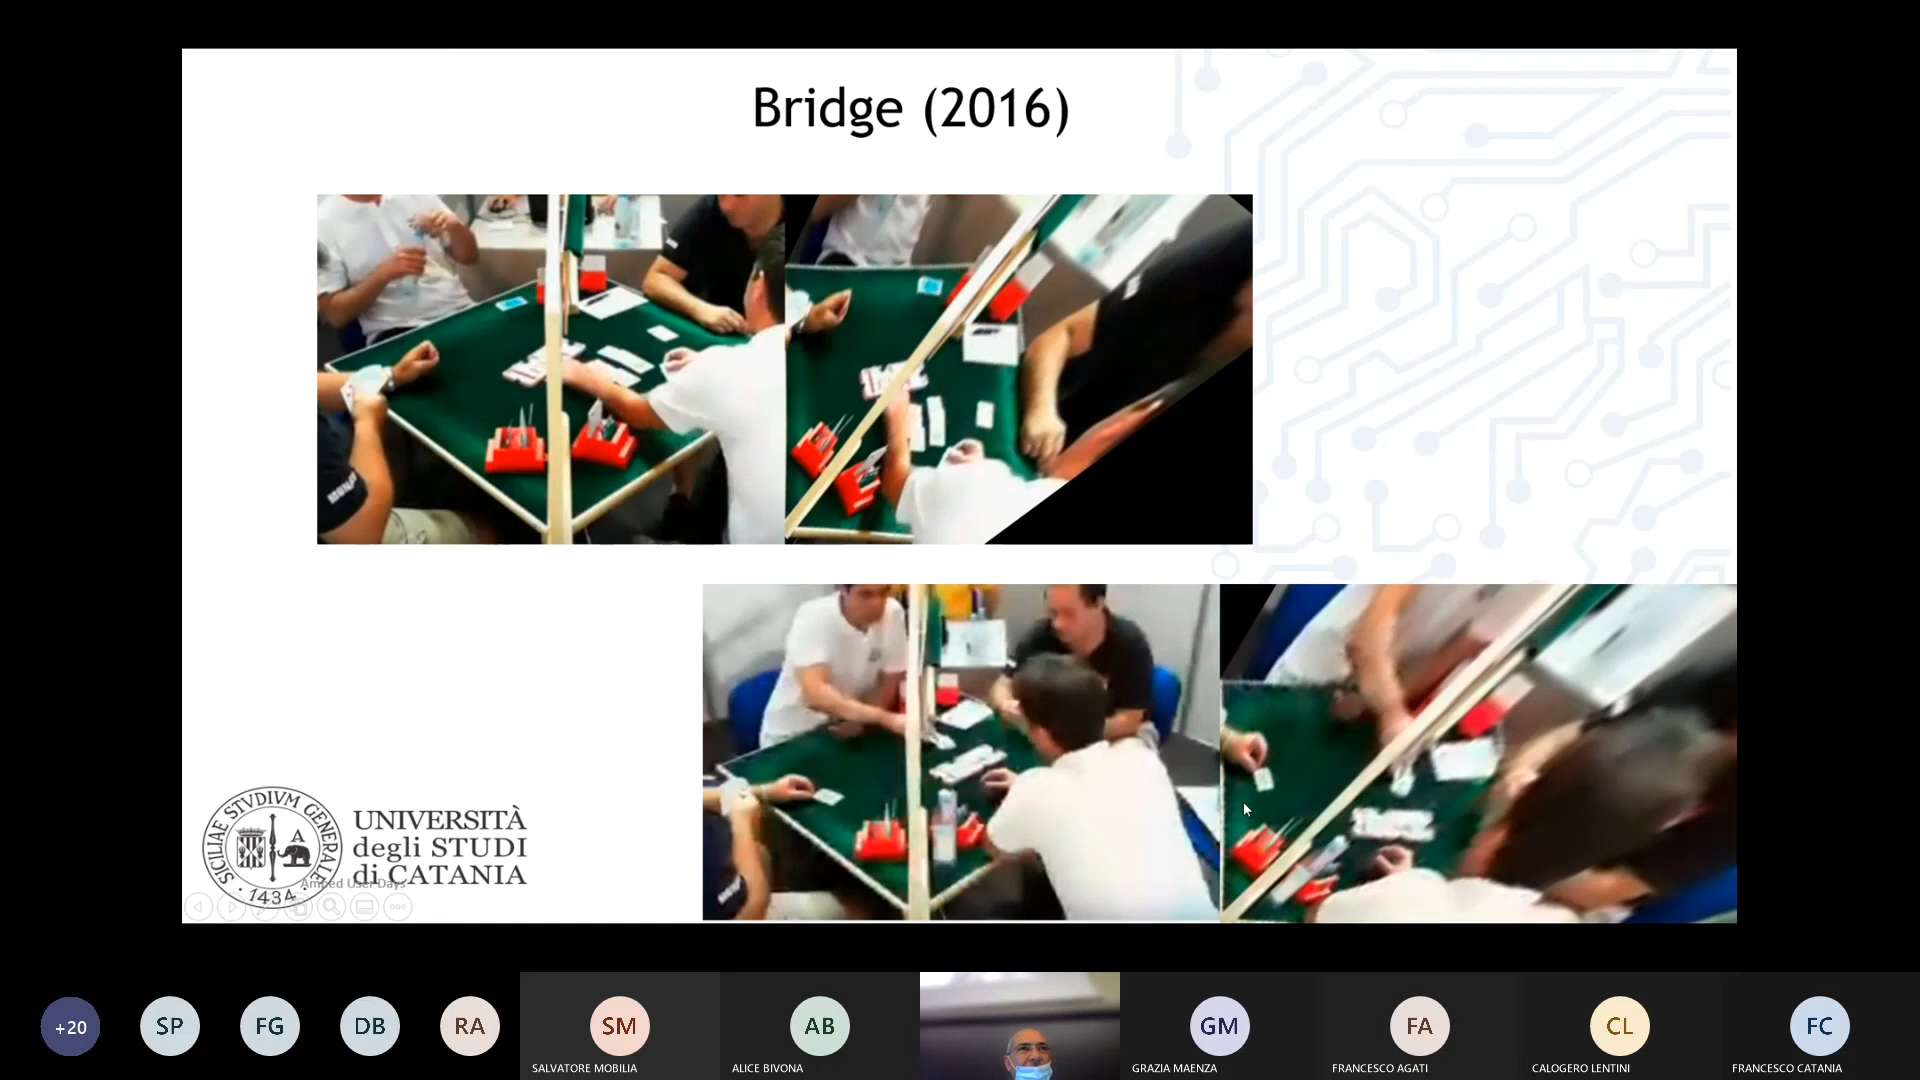 Bridge (2016)
SICILIAE STVDIVM GENERALE
1434
A
UNIVERSITÀ
degli STUDI
di CATANIA
Amped User Days
+20
SP
FG
DB
RA
SM
AB
GM
FA
CL
FC
SALVATORE MOBILIA
ALICE BIVONA
GRAZIA MAENZA
FRANCESCO AGATI
CALOGERO LENTINI
FRANCESCO CATANIA